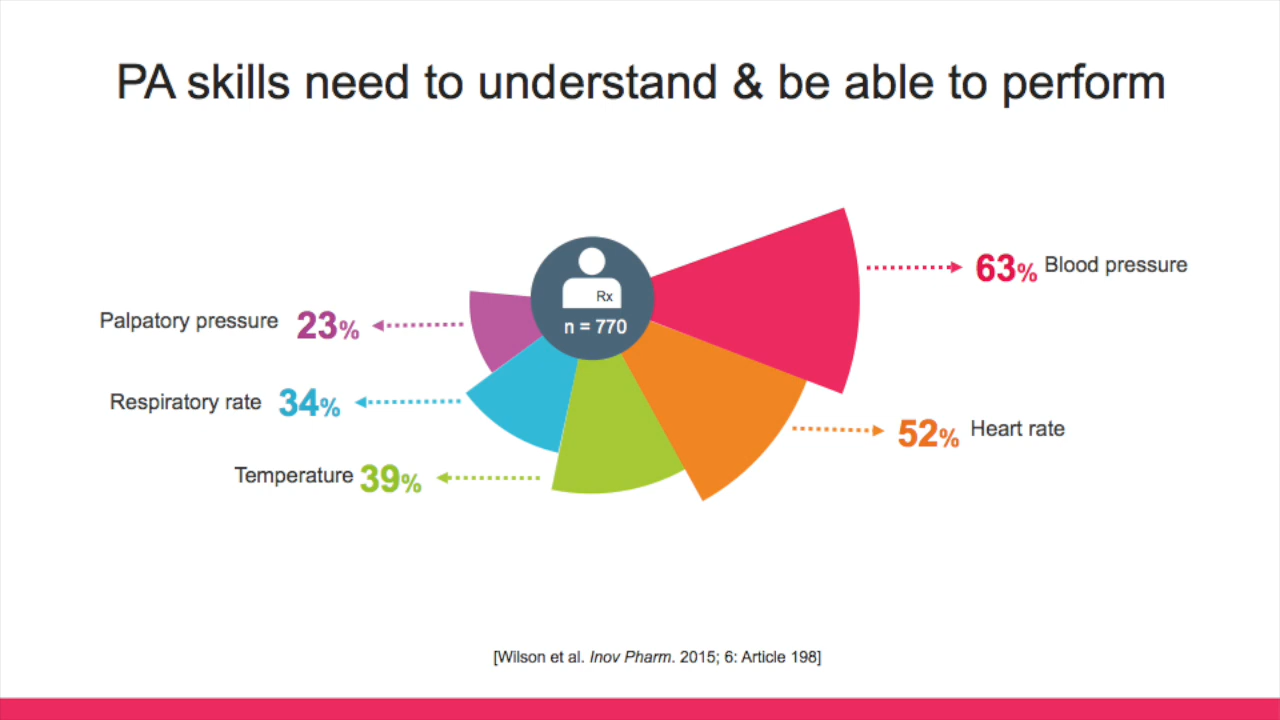 PA skills need to understand & be able to perform
63% Blood pressure
Palpatory pressure 23%
Rx
n = 770
Respiratory rate 34%
52% Heart rate
Temperature 39%
[Wilson et al. Inov Pharm. 2015; 6: Article 198]